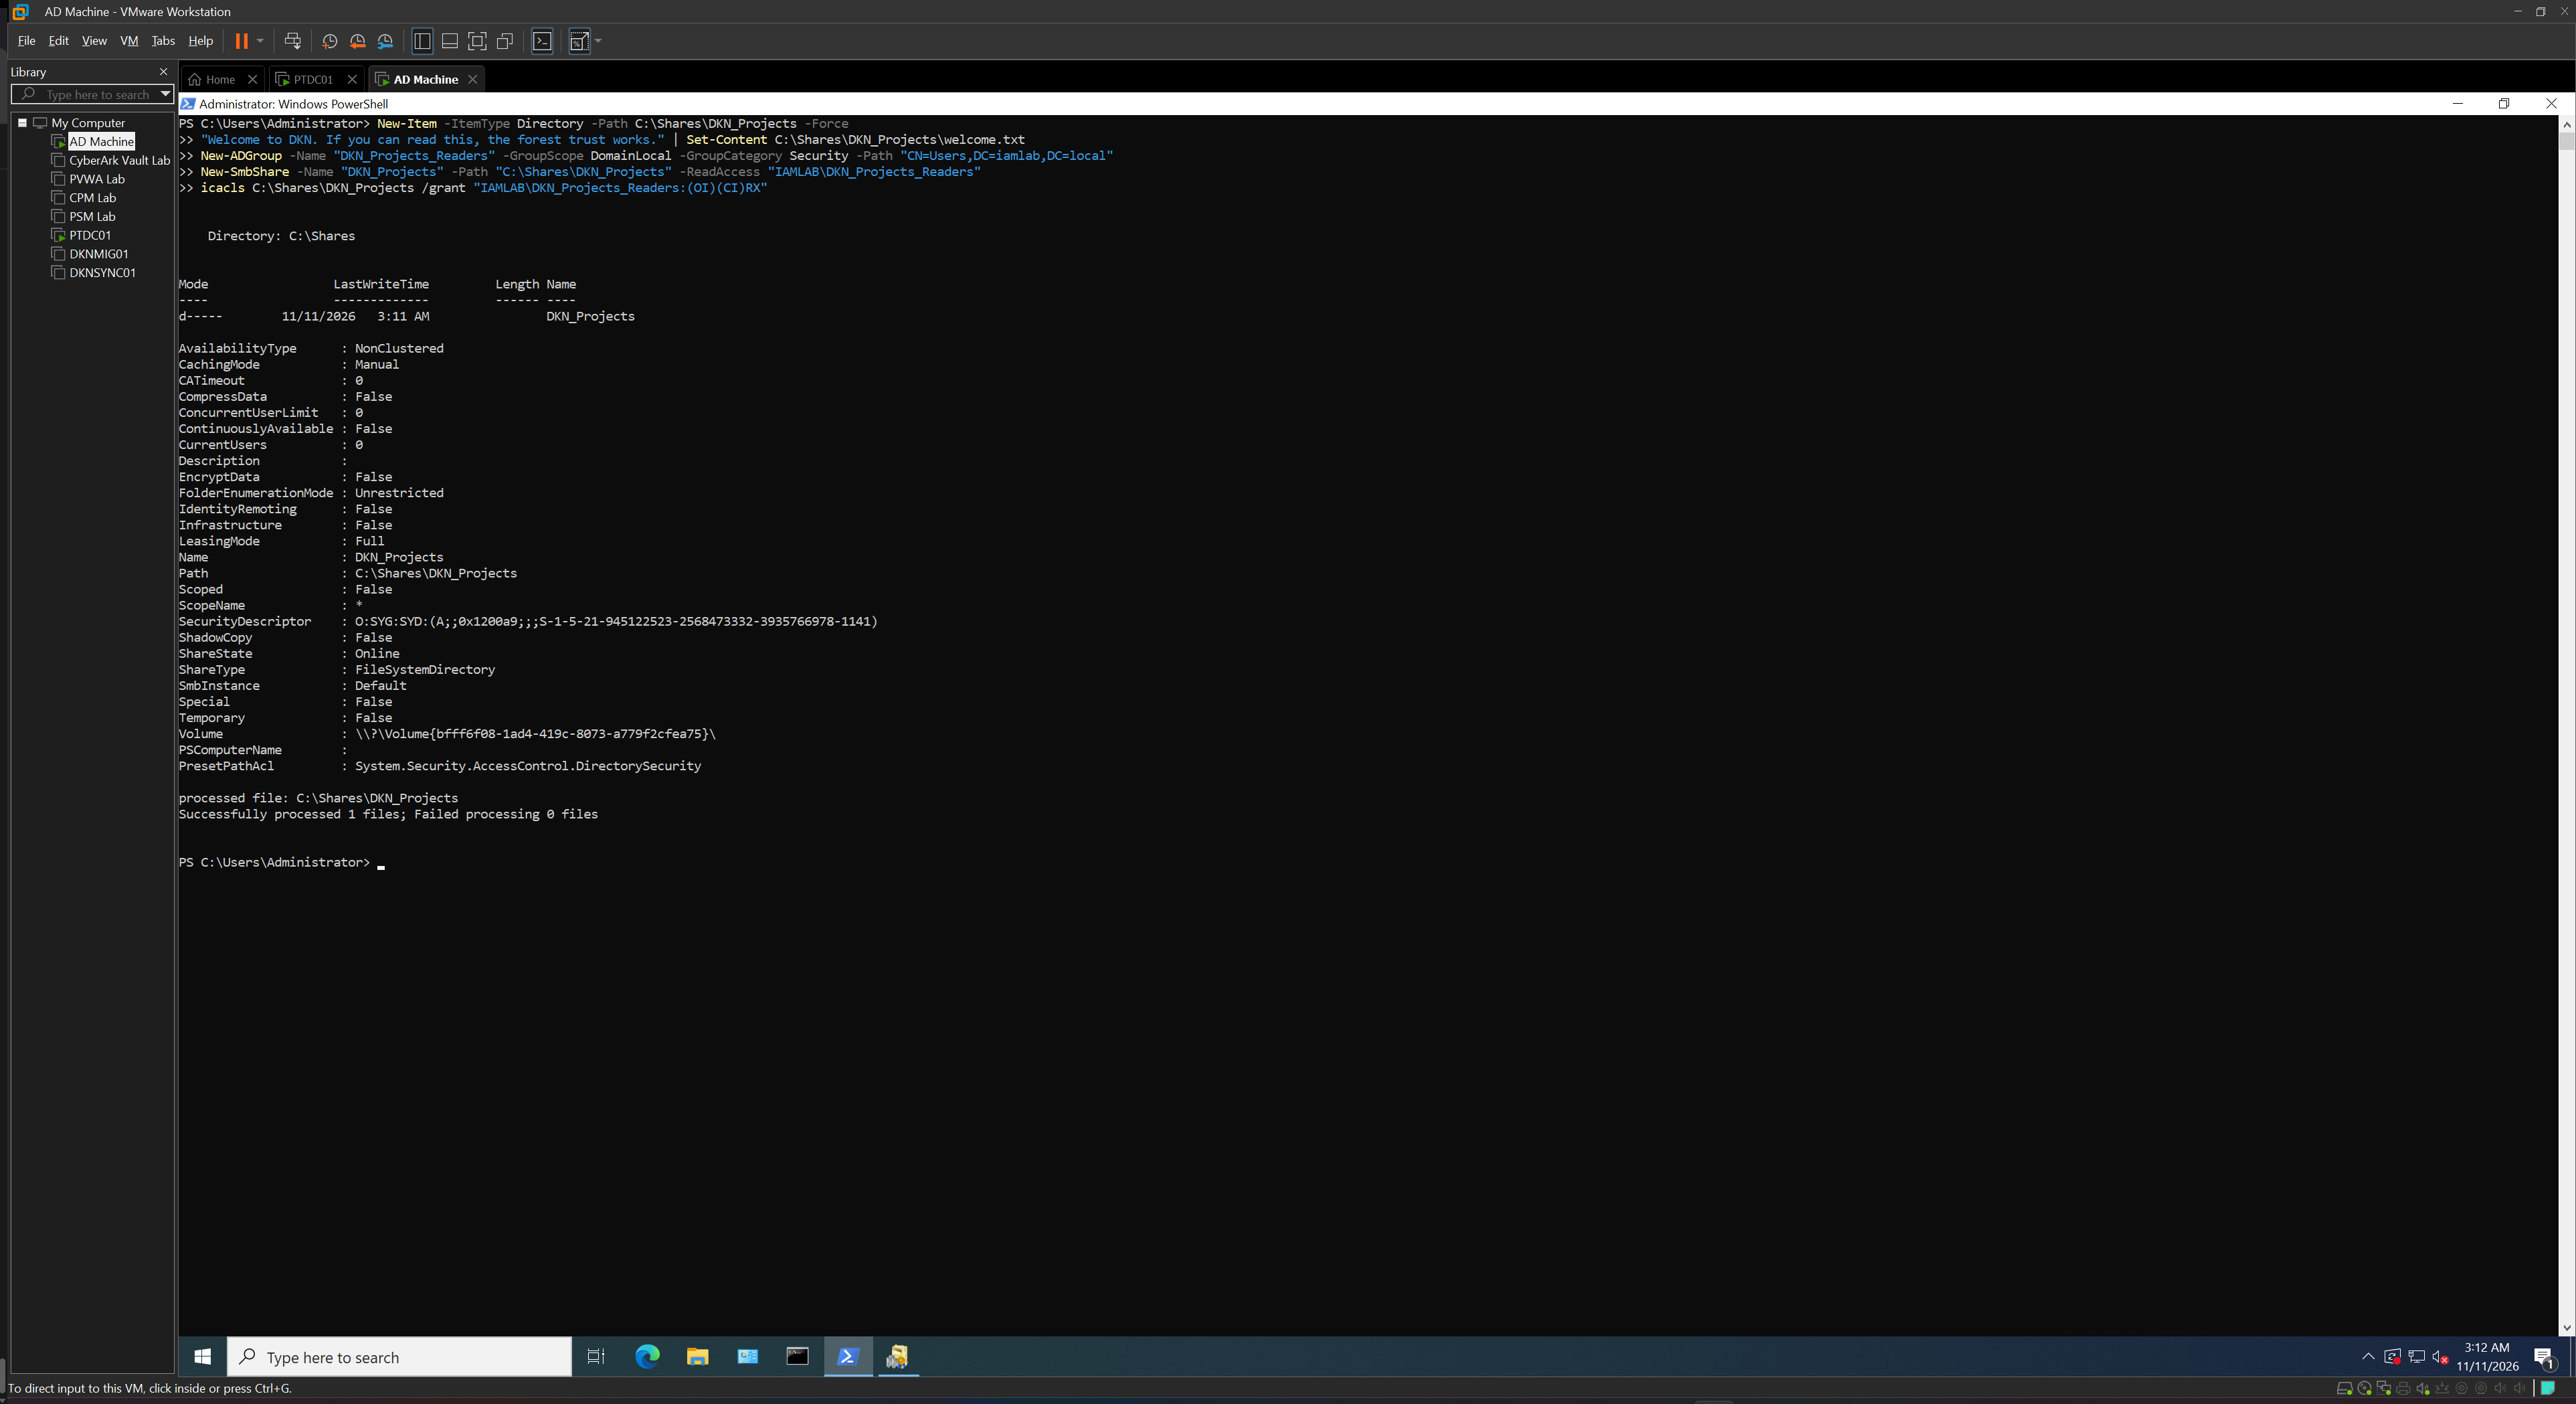 AD Machine - VMware Workstation
File Edit View VM Tabs Help
Library
Type here to search
My Computer
AD Machine
CyberArk Vault Lab
PVWA Lab
CPM Lab
PSM Lab
PTDC01
DKNMIG01
DKNSYNC01
Home PTDC01 AD Machine
Administrator: Windows PowerShell
PS C:\Users\Administrator> New-Item -ItemType Directory -Path C:\Shares\DKN_Projects -Force
>> "Welcome to DKN. If you can read this, the forest trust works." | Set-Content C:\Shares\DKN_Projects\welcome.txt
>> New-ADGroup -Name "DKN_Projects_Readers" -GroupScope DomainLocal -GroupCategory Security -Path "CN=Users,DC=iamlab,DC=local"
>> New-SmbShare -Name "DKN_Projects" -Path "C:\Shares\DKN_Projects" -ReadAccess "IAMLAB\DKN_Projects_Readers"
>> icacls C:\Shares\DKN_Projects /grant "IAMLAB\DKN_Projects_Readers:(OI)(CI)RX"
Directory: C:\Shares
Mode LastWriteTime Length Name
---- ------------- ------ ----
d----- 11/11/2026 3:11 AM DKN_Projects
AvailabilityType : NonClustered
CachingMode : Manual
CATimeout : 0
CompressData : False
ConcurrentUserLimit : 0
ContinuouslyAvailable : False
CurrentUsers : 0
Description :
EncryptData : False
FolderEnumerationMode : Unrestricted
IdentityRemoting : False
Infrastructure : False
LeasingMode : Full
Name : DKN_Projects
Path : C:\Shares\DKN_Projects
Scoped : False
ScopeName : *
SecurityDescriptor : O:SYG:SYD:(A;;0x1200a9;;;S-1-5-21-945122523-2568473332-3935766978-1141)
ShadowCopy : False
ShareState : Online
ShareType : FileSystemDirectory
SmbInstance : Default
Special : False
Temporary : False
Volume : \\?\Volume{bfff6f08-1ad4-419c-8073-a779f2cfea75}\
PSComputerName :
PresetPathAcl : System.Security.AccessControl.DirectorySecurity
processed file: C:\Shares\DKN_Projects
Successfully processed 1 files; Failed processing 0 files
PS C:\Users\Administrator>
Type here to search
3:12 AM
11/11/2026
1
To direct input to this VM, click inside or press Ctrl+G.